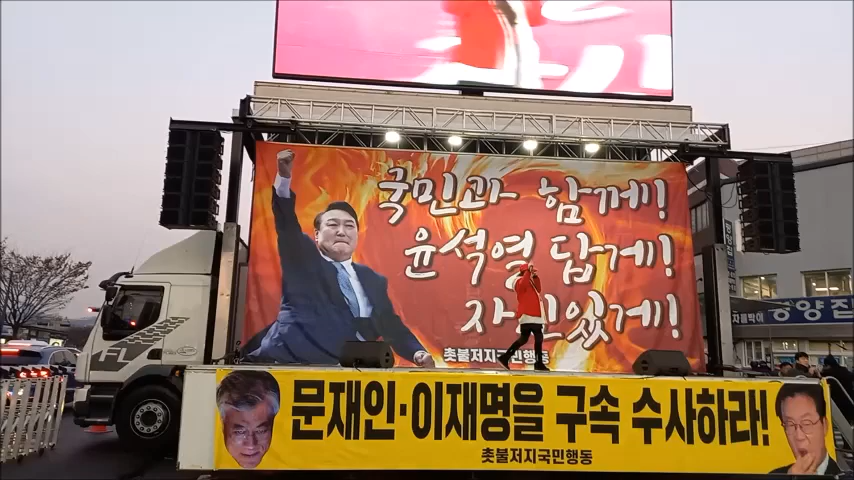 국민과 함께!
윤석열 답게!
자신있게!
촛불저지국민행동
문재인·이재명을 구속 수사하라!
촛불저지국민행동